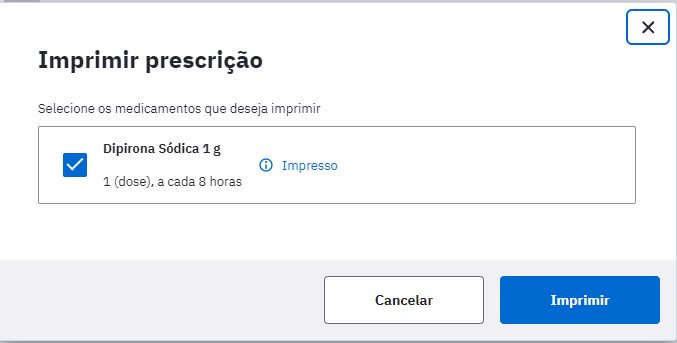 Imprimir prescrição
Selecione os medicamentos que deseja imprimir
Dipirona Sódica 1 g
Impresso
1 (dose), a cada 8 horas
Cancelar
Imprimir